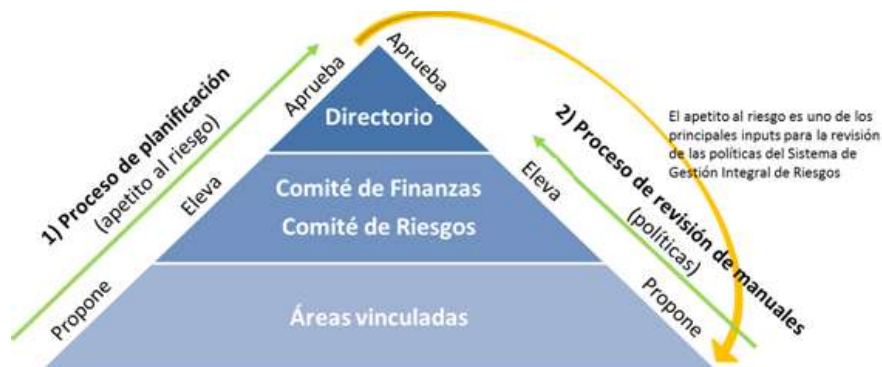 1) Proceso de planificación
(apetito al riesgo)
Propone
Eleva
Aprueba
Directorio
Comité de Finanzas
Comité de Riesgos
Áreas vinculadas
Aprueba
Eleva
Propone
2) Proceso de revisión de manuales
(políticas)
El apetito al riesgo es uno de los
principales inputs para la revisión
de las políticas del Sistema de
Gestión Integral de Riesgos